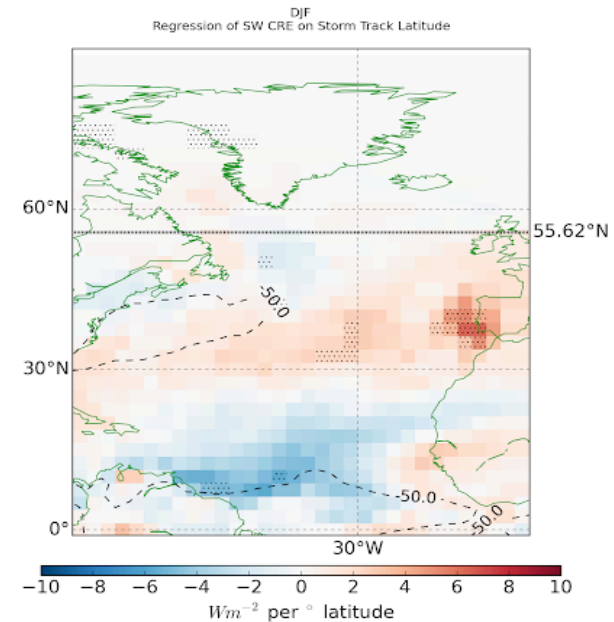 DJF
Regression of SW CRE on Storm Track Latitude
60°N
55.62°N
-50.0
30°N
-50.0
-50.0
0°
30°W
−10 −8 −6 −4 −2 0 2 4 6 8 10
Wm⁻² per ° latitude